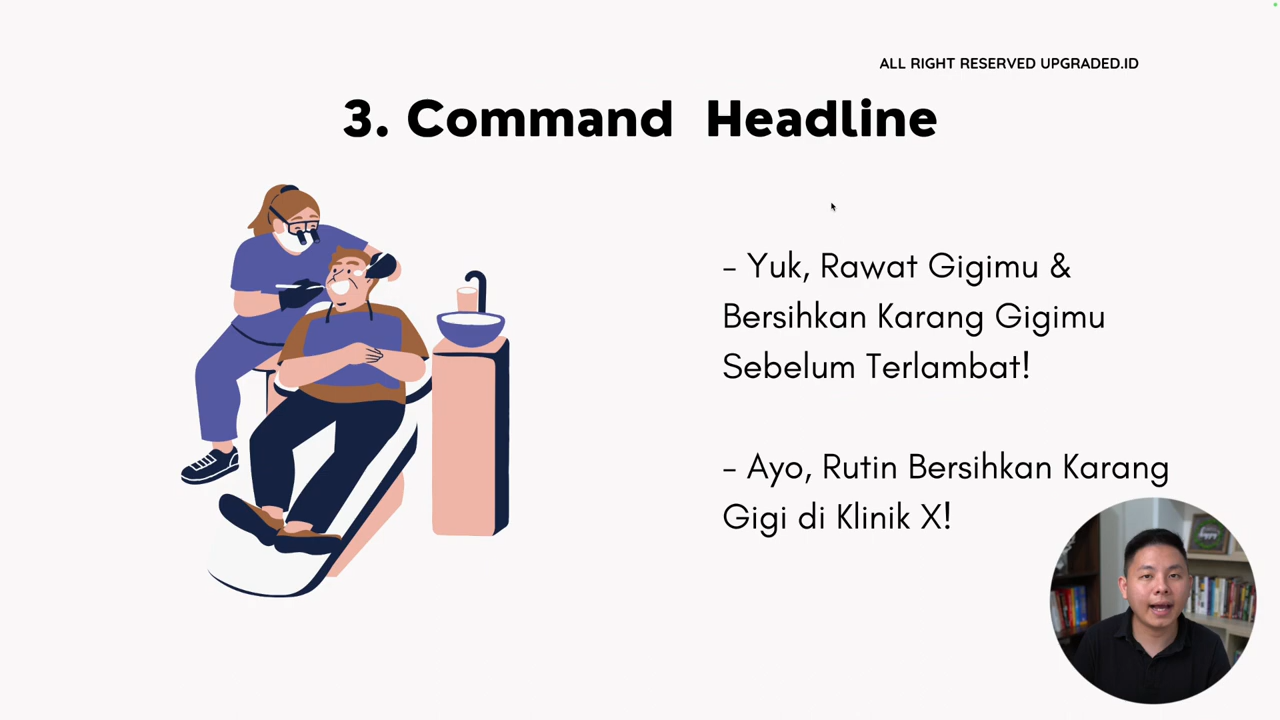 ALL RIGHT RESERVED UPGRADED.ID
3. Command Headline
- Yuk, Rawat Gigimu &
Bersihkan Karang Gigimu
Sebelum Terlambat!
- Ayo, Rutin Bersihkan Karang
Gigi di Klinik X!